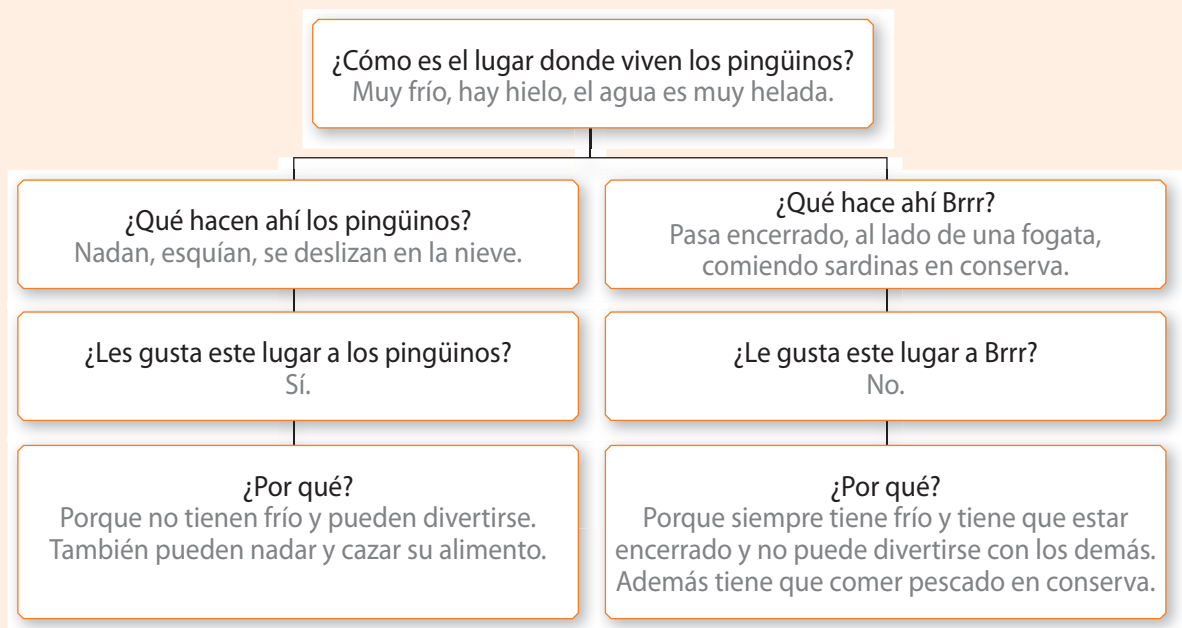 ¿Cómo es el lugar donde viven los pingüinos?
Muy frío, hay hielo, el agua es muy helada.
¿Qué hacen ahí los pingüinos?
Nadan, esquían, se deslizan en la nieve.
¿Qué hace ahí Brrr?
Pasa encerrado, al lado de una fogata,
comiendo sardinas en conserva.
¿Les gusta este lugar a los pingüinos?
Sí.
¿Le gusta este lugar a Brrr?
No.
¿Por qué?
Porque no tienen frío y pueden divertirse.
También pueden nadar y cazar su alimento.
¿Por qué?
Porque siempre tiene frío y tiene que estar
encerrado y no puede divertirse con los demás.
Además tiene que comer pescado en conserva.